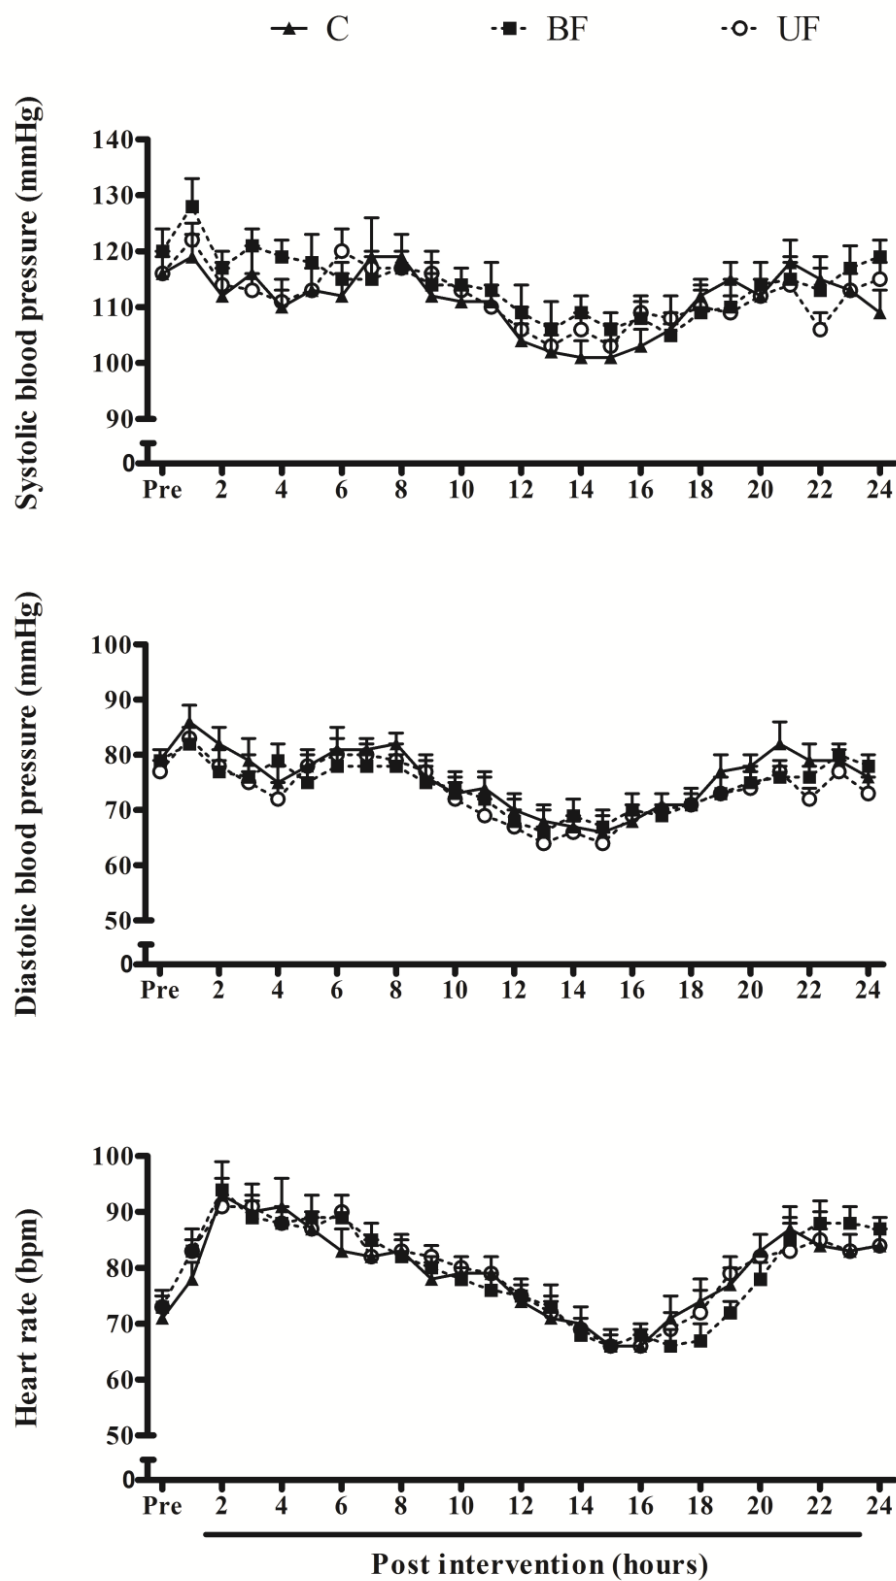 C BF UF
Systolic blood pressure (mmHg)
140
130
120
110
100
90
0
Pre 2 4 6 8 10 12 14 16 18 20 22 24
Diastolic blood pressure (mmHg)
100
90
80
70
60
50
0
Pre 2 4 6 8 10 12 14 16 18 20 22 24
Heart rate (bpm)
100
90
80
70
60
50
0
Pre 2 4 6 8 10 12 14 16 18 20 22 24
Post intervention (hours)